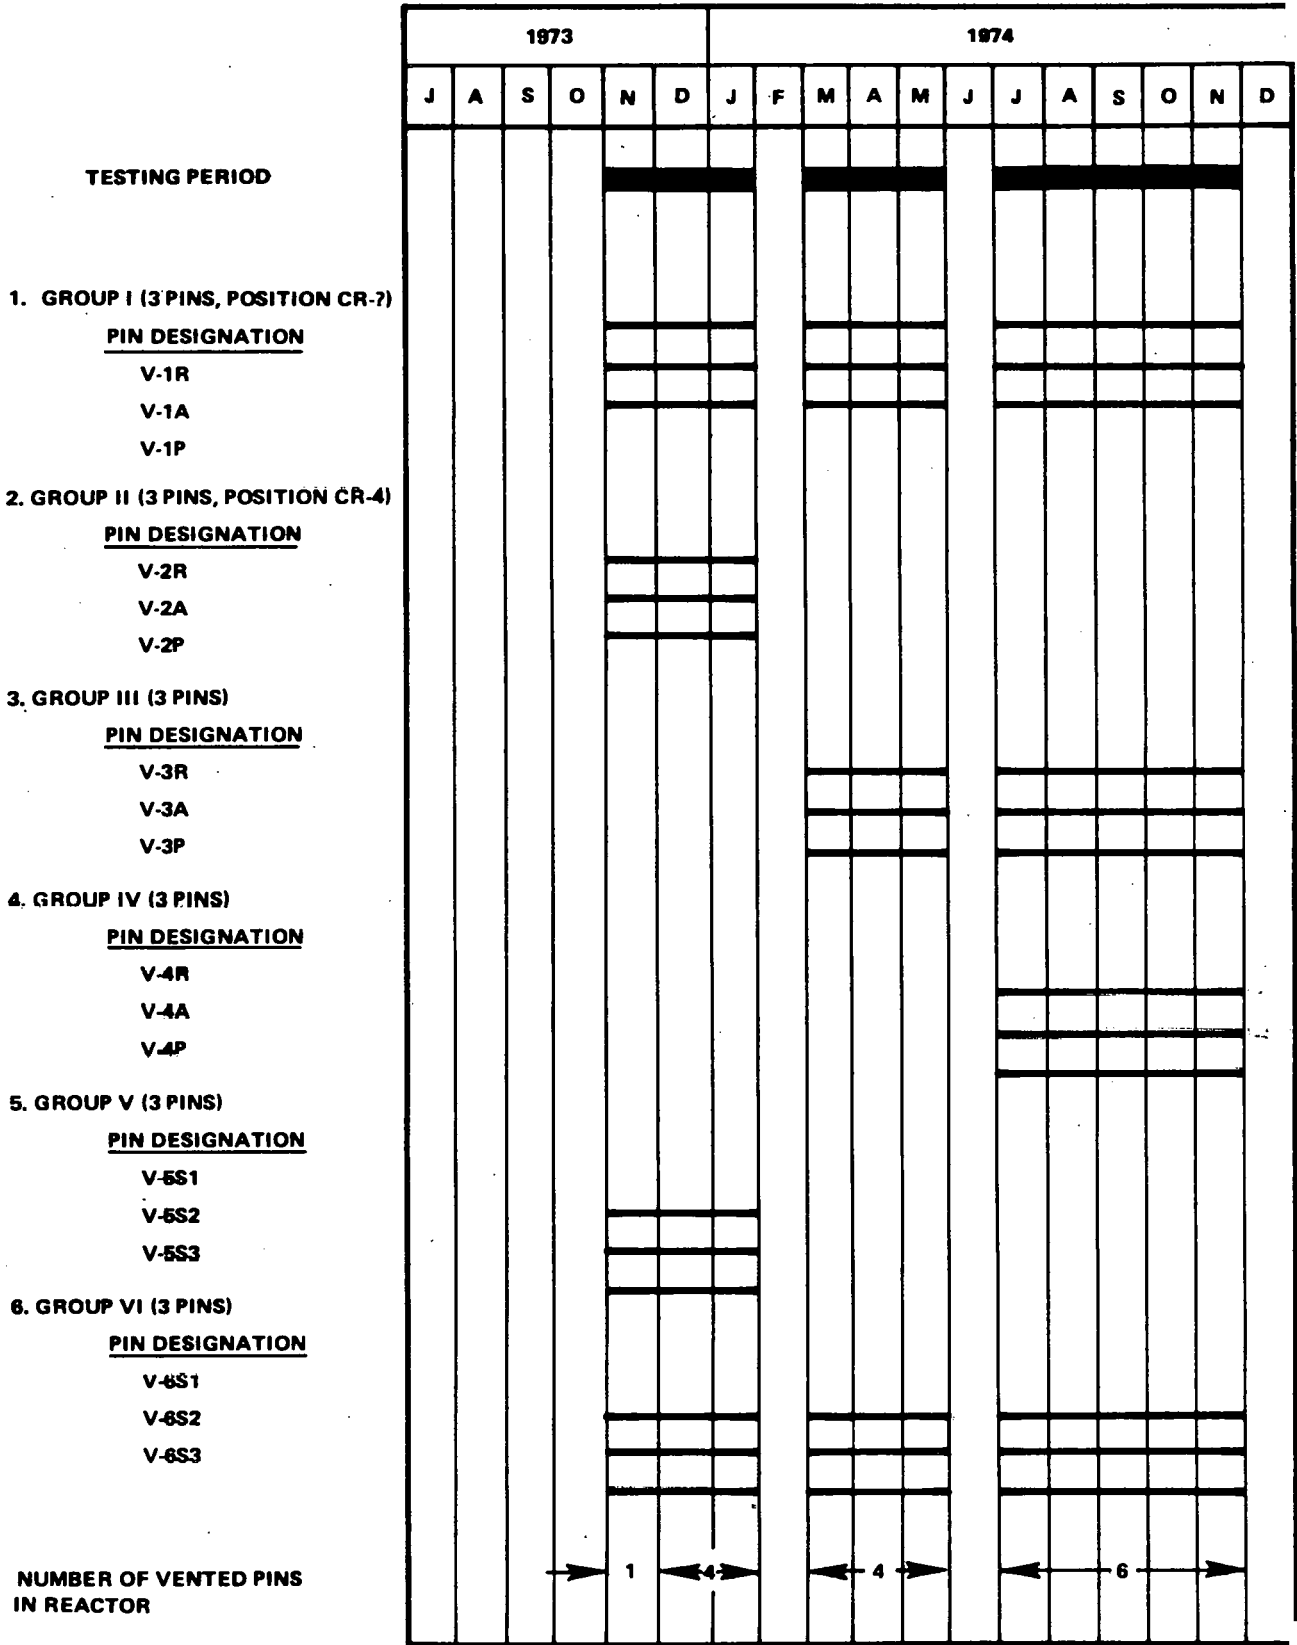 1973 1974
J A S O N D J F M A M J J A S O N D
TESTING PERIOD
1. GROUP I (3 PINS, POSITION CR-?)
PIN DESIGNATION
V-1R
V-1A
V-1P
2. GROUP II (3 PINS, POSITION CR-4)
PIN DESIGNATION
V-2R
V-2A
V-2P
3. GROUP III (3 PINS)
PIN DESIGNATION
V-3R
V-3A
V-3P
4. GROUP IV (3 PINS)
PIN DESIGNATION
V-4R
V-4A
V-4P
5. GROUP V (3 PINS)
PIN DESIGNATION
V-5S1
V-5S2
V-5S3
6. GROUP VI (3 PINS)
PIN DESIGNATION
V-6S1
V-6S2
V-6S3
NUMBER OF VENTED PINS
IN REACTOR
1 4 4 6